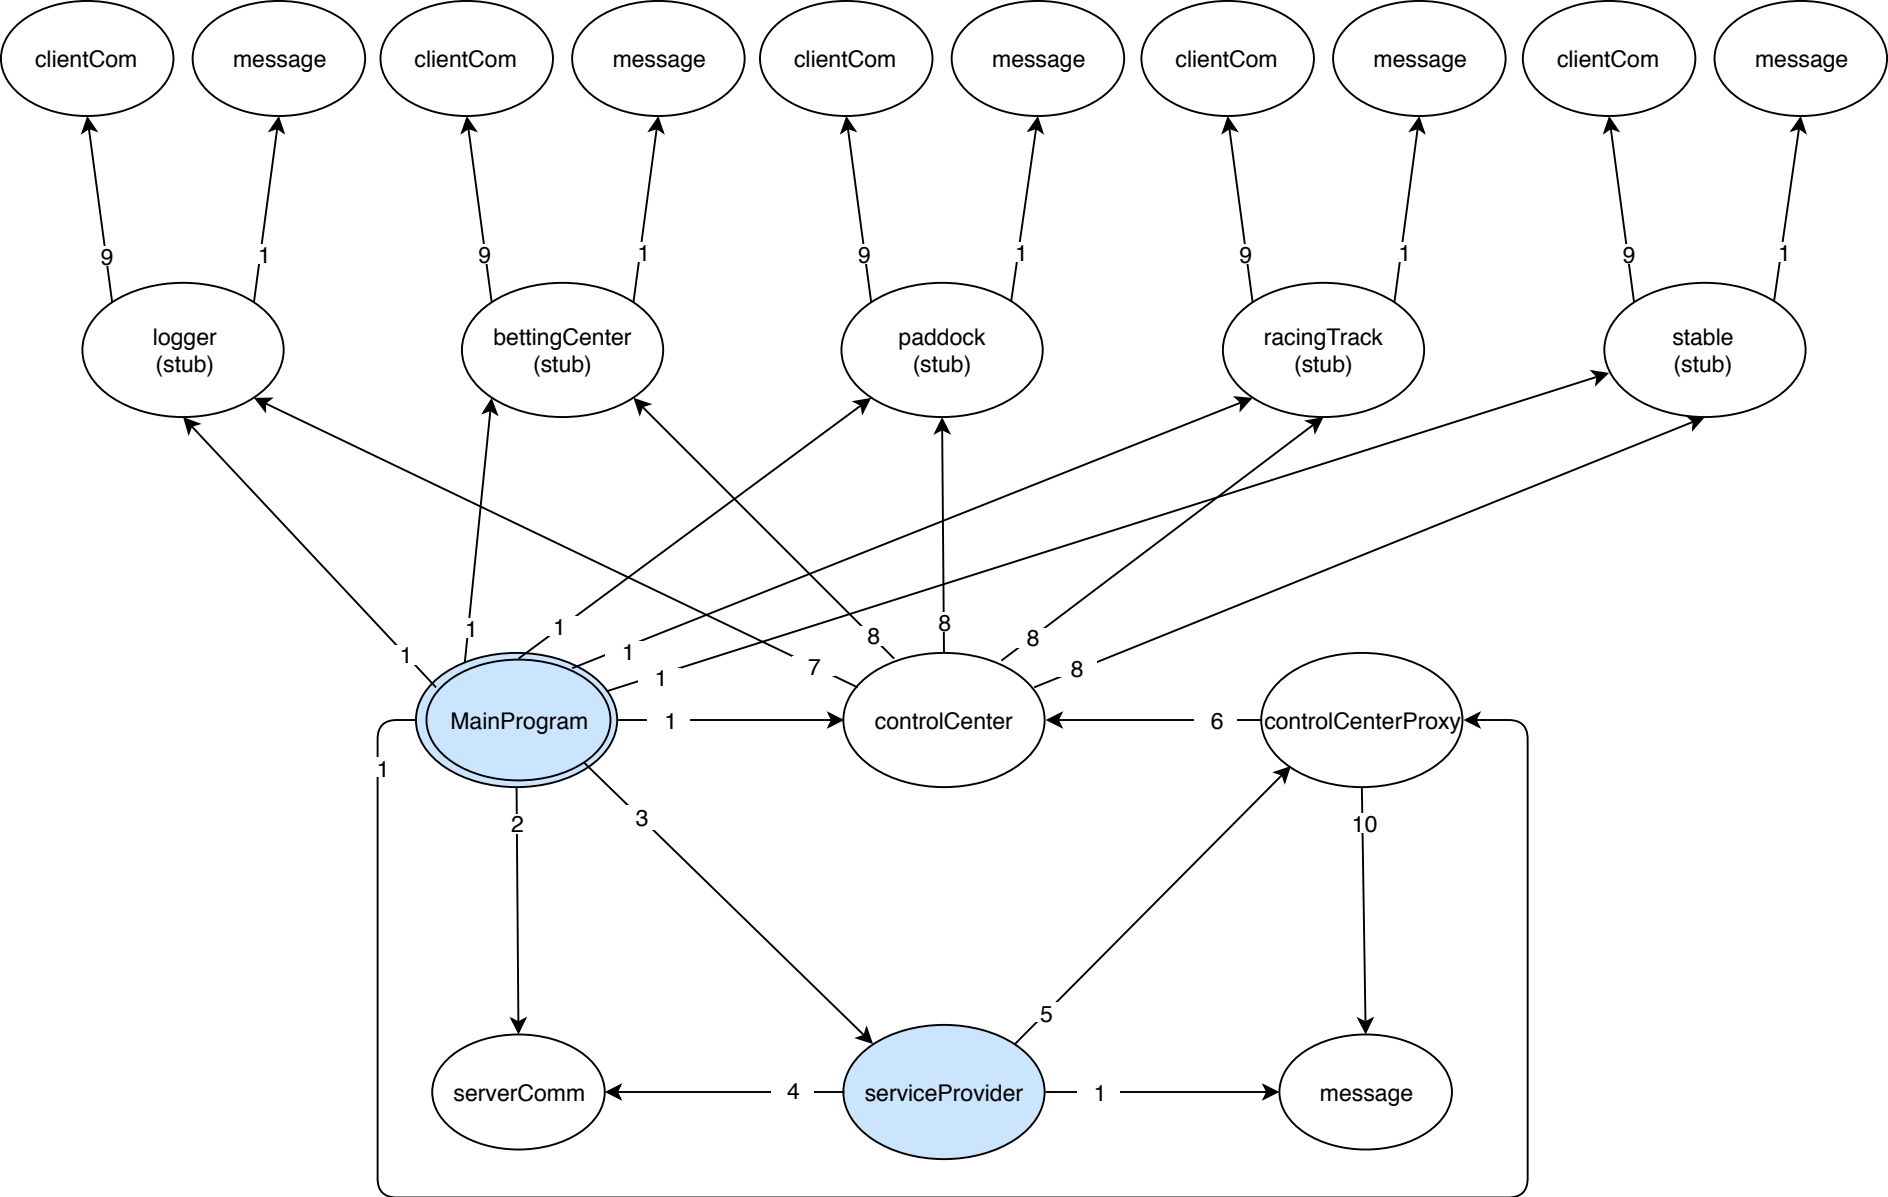 clientCom
message
clientCom
message
clientCom
message
clientCom
message
clientCom
message
9
1
9
1
9
1
9
1
9
1
logger
(stub)
bettingCenter
(stub)
paddock
(stub)
racingTrack
(stub)
stable
(stub)
1
1
1
1
1
7
8
8
8
8
MainProgram
1
controlCenter
6
controlCenterProxy
1
2
3
10
5
serverComm
4
serviceProvider
1
message